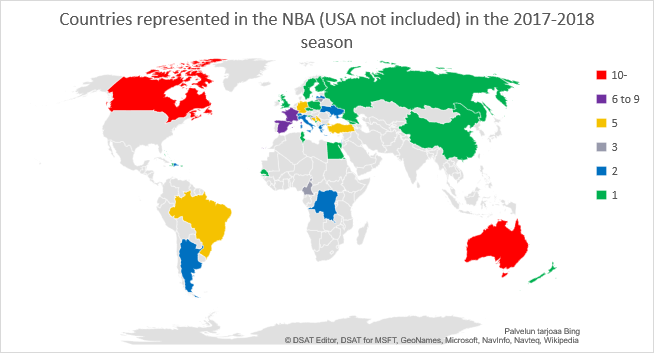 Countries represented in the NBA (USA not included) in the 2017-2018
season
10-
6 to 9
5
3
2
1
Palvelun tarjoaa Bing
© DSAT Editor, DSAT for MSFT, GeoNames, Microsoft, NavInfo, Navteq, Wikipedia